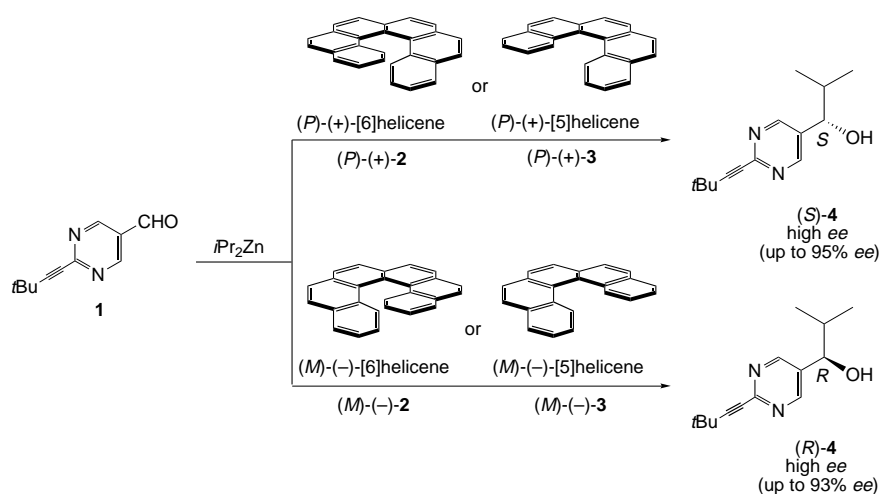 or
(P)-(+)-[6]helicene
(P)-(+)-[5]helicene
(P)-(+)-2
(P)-(+)-3
N
N
tBu
S
OH
(S)-4
high ee
(up to 95% ee)
N
N
CHO
tBu
1
iPr₂Zn
or
(M)-(–)-[6]helicene
(M)-(–)-[5]helicene
(M)-(–)-2
(M)-(–)-3
N
N
tBu
R
OH
(R)-4
high ee
(up to 93% ee)